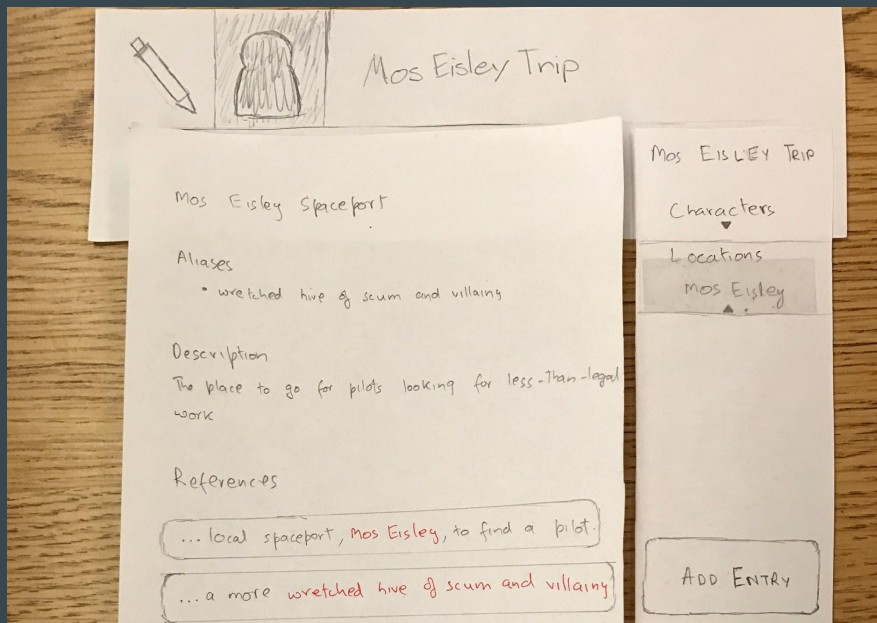 Mos Eisley Trip
Mos Eisley Spaceport
Aliases
• wretched hive of scum and villainy
Description
The place to go for pilots looking for less-than-legal
work
References
... local spaceport, Mos Eisley, to find a pilot.
... a more wretched hive of scum and villainy
MOS EISLEY TRIP
Characters
Locations
Mos Eisley
ADD ENTRY